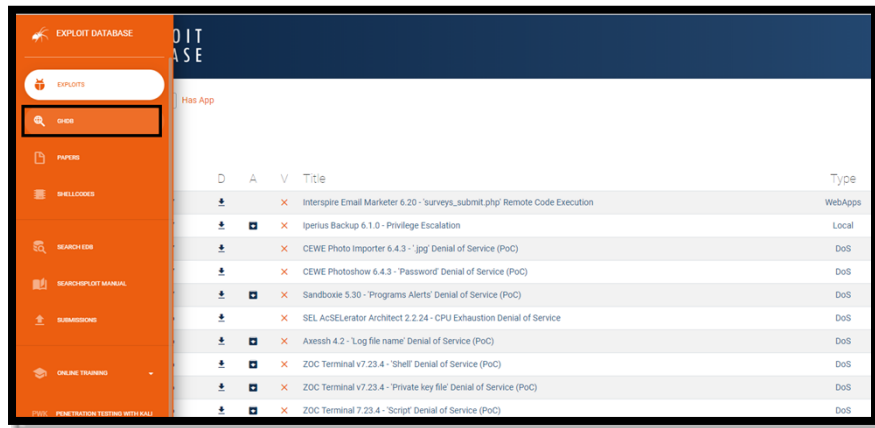 EXPLOIT DATABASE
OIT
ASE
EXPLOITS
Has App
GHDB
PAPERS
D A V Title Type
SHELLCODES
Interspire Email Marketer 6.20 - 'surveys_submit.php' Remote Code Execution WebApps
Iperius Backup 6.1.0 - Privilege Escalation Local
SEARCH EDB
CEWE Photo Importer 6.4.3 - '.jpg' Denial of Service (PoC) DoS
CEWE Photoshow 6.4.3 - 'Password' Denial of Service (PoC) DoS
SEARCHSPLOIT MANUAL
Sandboxie 5.30 - 'Programs Alerts' Denial of Service (PoC) DoS
SUBMISSIONS
SEL AcSELerator Architect 2.2.24 - CPU Exhaustion Denial of Service DoS
Axessh 4.2 - 'Log file name' Denial of Service (PoC) DoS
ONLINE TRAINING
ZOC Terminal v7.23.4 - 'Shell' Denial of Service (PoC) DoS
ZOC Terminal v7.23.4 - 'Private key file' Denial of Service (PoC) DoS
PWK PENETRATION TESTING WITH KALI
ZOC Terminal 7.23.4 - 'Script' Denial of Service (PoC) DoS